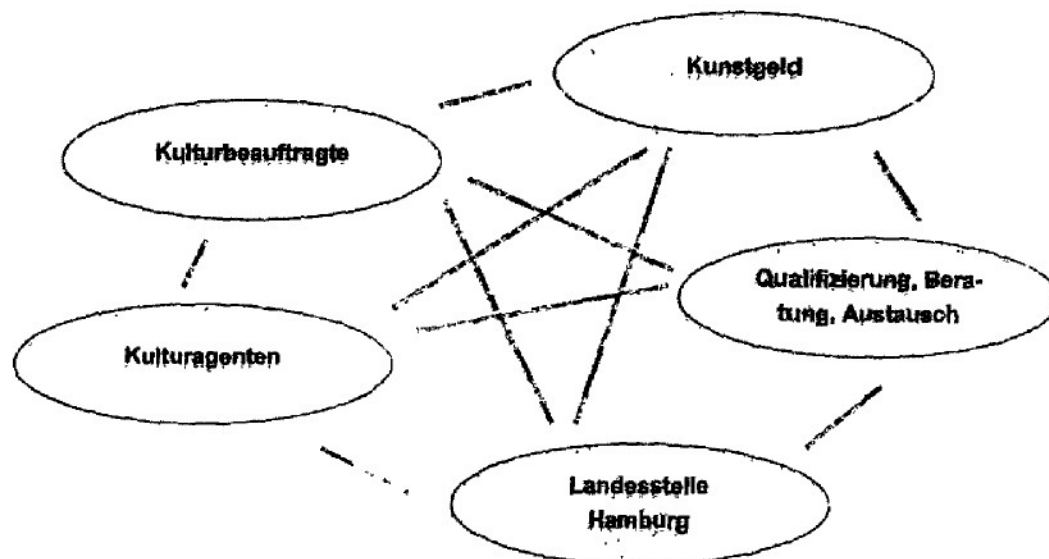 Kunstgeld
Kulturbeauftragte
Qualifizierung, Bera-
tung, Austausch
Kulturagenten
Landesstelle
Hamburg